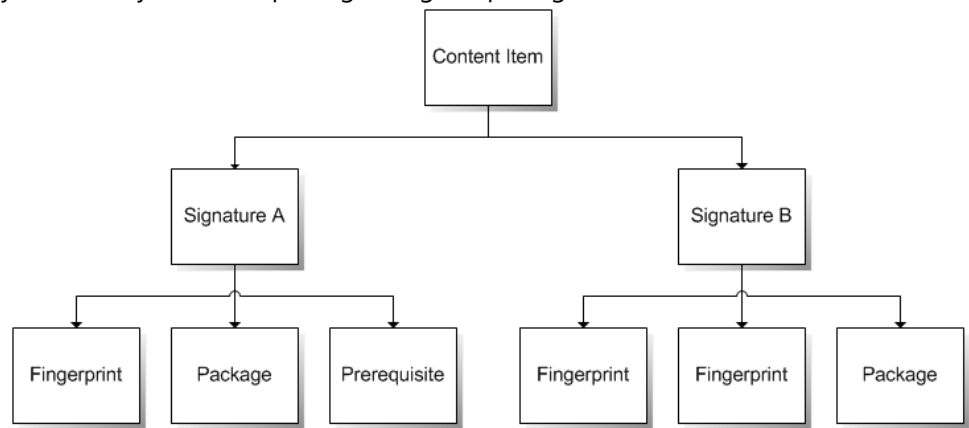 Content Item
Signature A
Signature B
Fingerprint
Package
Prerequisite
Fingerprint
Fingerprint
Package